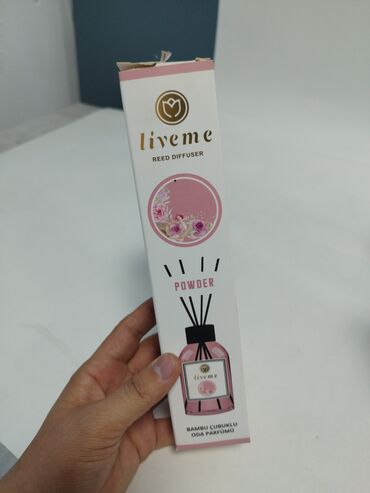 liveme
REED DIFFUSER
POWDER
liveme
BAMBU ÇUBUKLU
ODA PARFÜMÜ